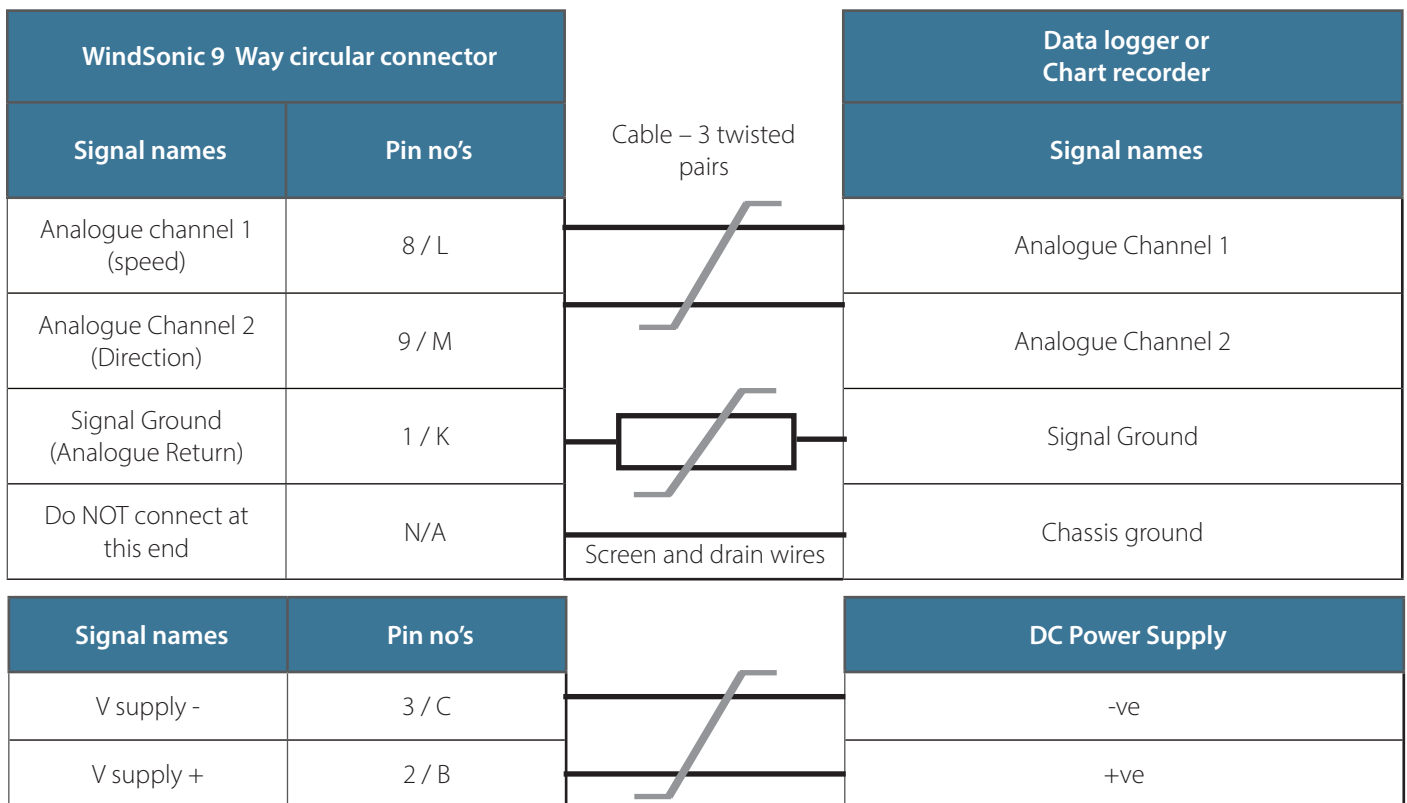 WindSonic 9 Way circular connector
Data logger or
Chart recorder
Signal names
Pin no's
Cable – 3 twisted
pairs
Signal names
Analogue channel 1
(speed)
8 / L
Analogue Channel 1
Analogue Channel 2
(Direction)
9 / M
Analogue Channel 2
Signal Ground
(Analogue Return)
1 / K
Signal Ground
Do NOT connect at
this end
N/A
Screen and drain wires
Chassis ground
Signal names
Pin no's
DC Power Supply
V supply -
3 / C
-ve
V supply +
2 / B
+ve